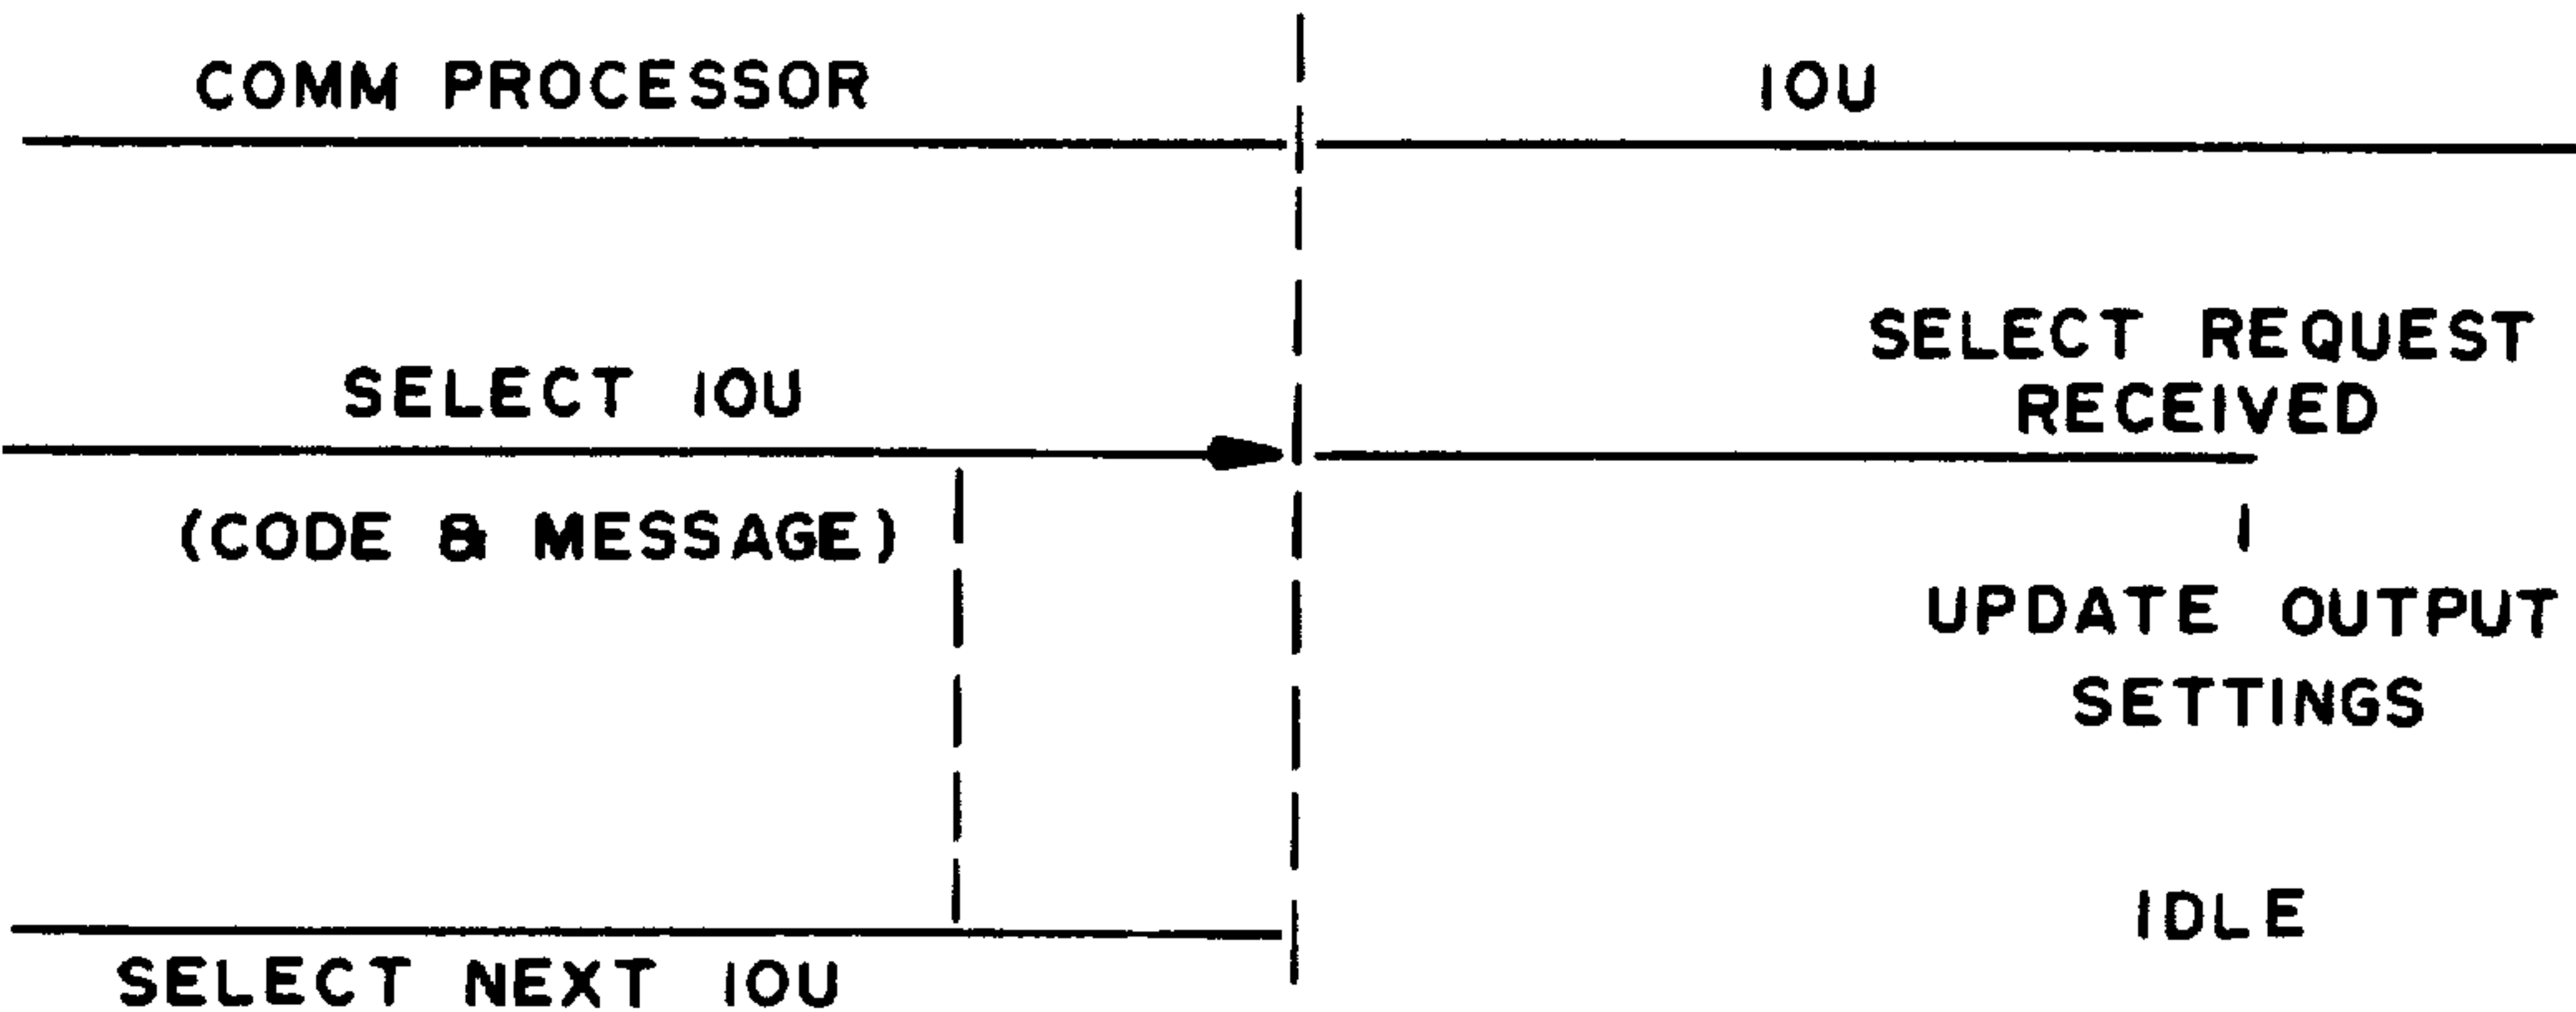 COMM PROCESSOR
IOU
SELECT IOU
(CODE & MESSAGE)
SELECT NEXT IOU
SELECT REQUEST
RECEIVED
UPDATE OUTPUT
SETTINGS
IDLE